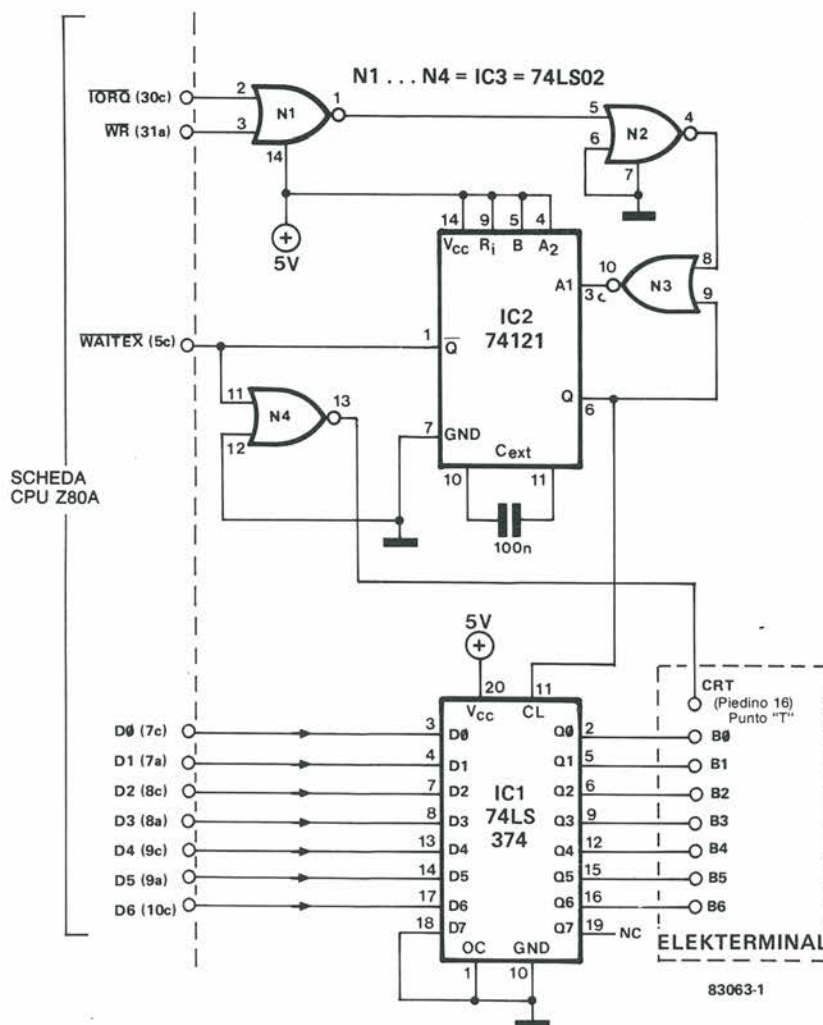 N1 . . . N4 = IC3 = 74LS02
IORQ (30c)
WR (31a)
2
3
N1
1
14
5V
5
6
N2
4
7
14
9
5
4
VCC
Ri
B
A2
A1
3
10
N3
8
9
IC2
74121
WAITEX (5c)
1
Q
Q
6
11
12
N4
13
7
GND
Cext
10
11
100n
SCHEDA
CPU Z80A
5V
20
11
VCC
CL
CRT
(Piedino 16)
Punto "T"
D0 (7c)
3
D0
Q0
2
B0
D1 (7a)
4
D1
Q1
5
B1
D2 (8c)
7
D2
Q2
6
B2
D3 (8a)
8
D3
Q3
9
B3
D4 (9c)
13
D4
Q4
12
B4
D5 (9a)
14
D5
Q5
15
B5
D6 (10c)
17
D6
Q6
16
B6
18
D7
Q7
19
NC
IC1
74LS
374
OC
GND
1
10
ELEKTERMINAL
83063-1